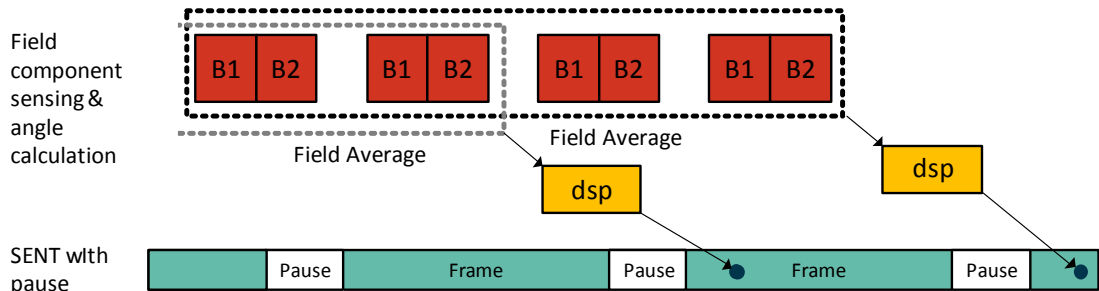 Field
component
sensing &
angle
calculation
B1 B2 B1 B2 B1 B2 B1 B2
Field Average
Field Average
dsp
dsp
SENT with
pause
Pause Frame Pause Frame Pause